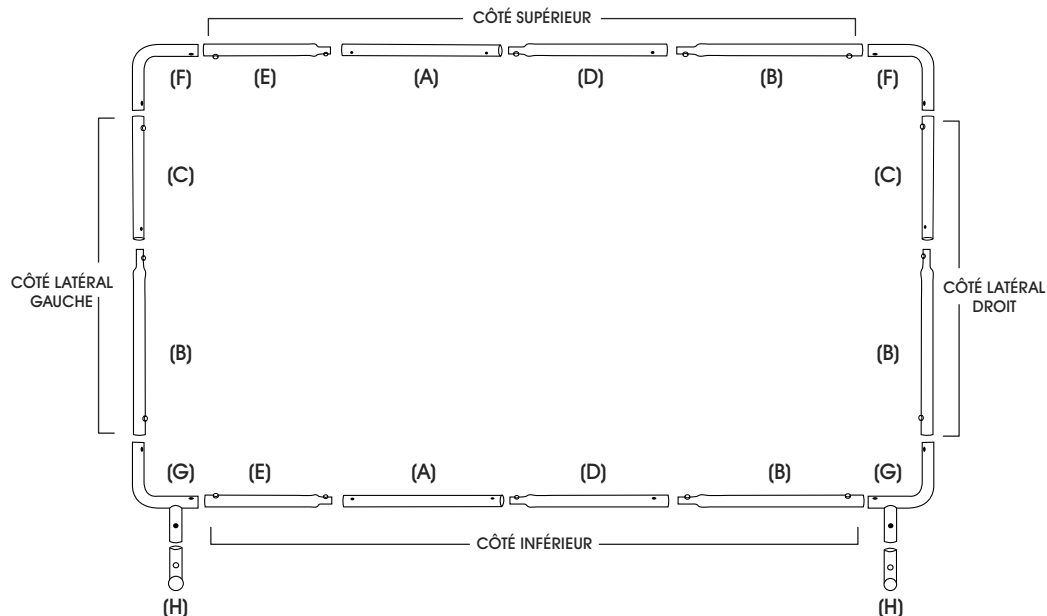 CÔTÉ SUPÉRIEUR
(F)
(E)
(A)
(D)
(B)
(F)
(C)
(C)
CÔTÉ LATÉRAL
GAUCHE
CÔTÉ LATÉRAL
DROIT
(B)
(B)
(G)
(E)
(A)
(D)
(B)
(G)
CÔTÉ INFÉRIEUR
(H)
(H)